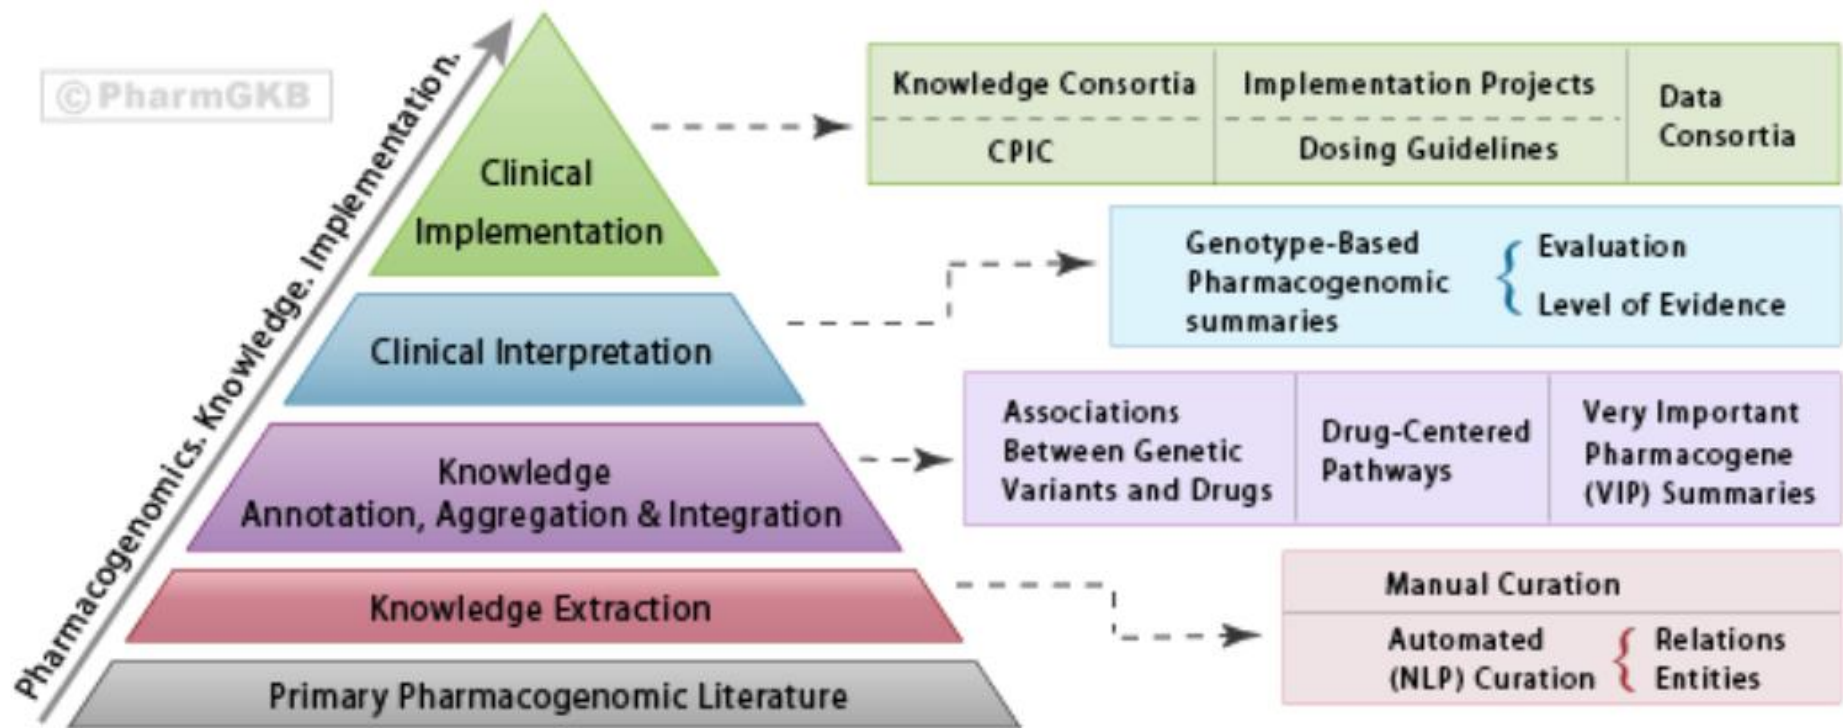 © PharmGKB
Pharmacogenomics. Knowledge. Implementation.
Clinical
Implementation
Knowledge Consortia
CPIC
Implementation Projects
Dosing Guidelines
Data
Consortia
Clinical Interpretation
Genotype-Based
Pharmacogenomic
summaries
Evaluation
Level of Evidence
Knowledge
Annotation, Aggregation & Integration
Associations
Between Genetic
Variants and Drugs
Drug-Centered
Pathways
Very Important
Pharmacogene
(VIP) Summaries
Knowledge Extraction
Manual Curation
Automated
(NLP) Curation
Relations
Entities
Primary Pharmacogenomic Literature